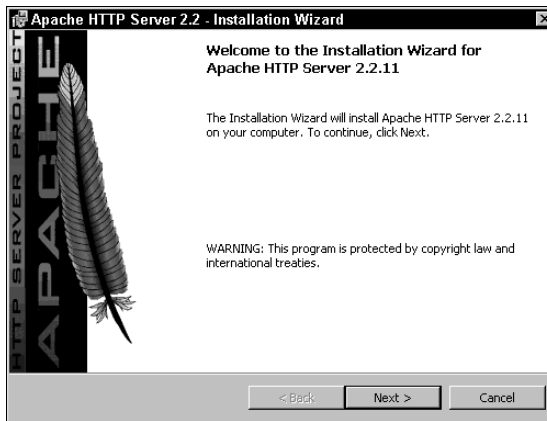 Apache HTTP Server 2.2 - Installation Wizard
HTTP SERVER PROJECT
APACHE
Welcome to the Installation Wizard for
Apache HTTP Server 2.2.11
The Installation Wizard will install Apache HTTP Server 2.2.11
on your computer. To continue, click Next.
WARNING: This program is protected by copyright law and
international treaties.
< Back
Next >
Cancel